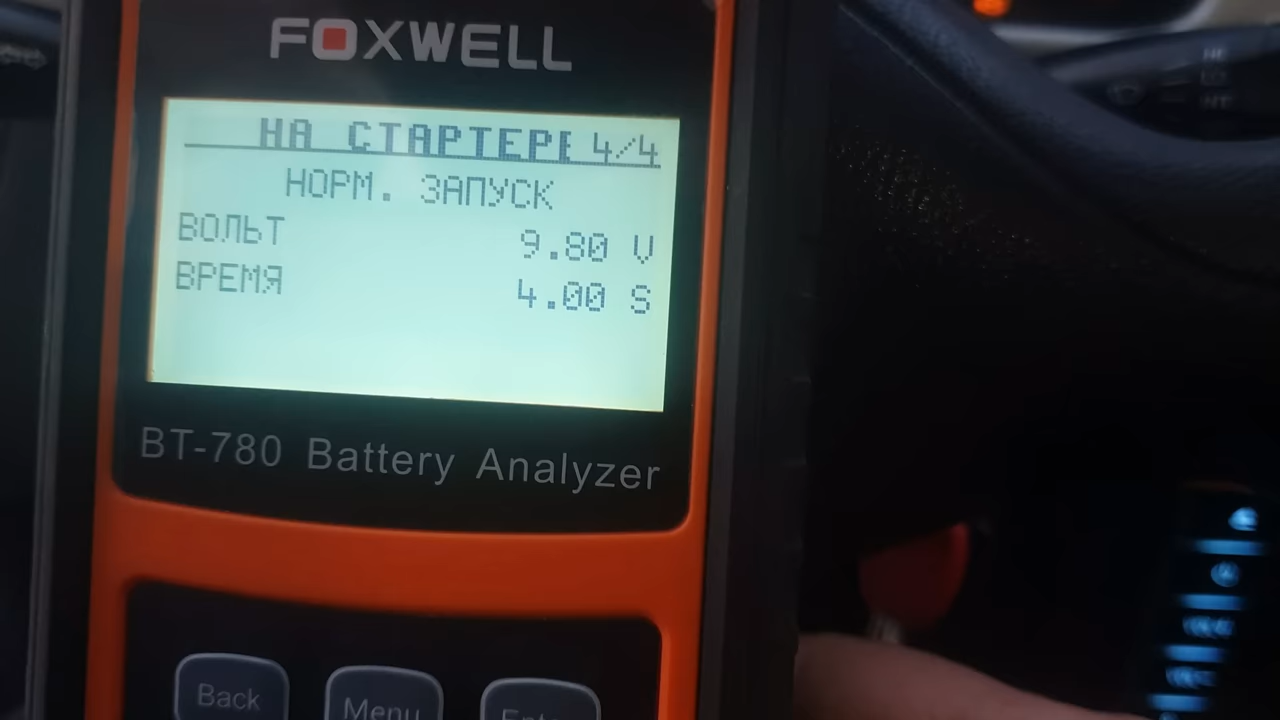 FOXWELL
НА СТАРТЕРЕ 4/4
НОРМ. ЗАПУСК
ВОЛЬТ 9.80 V
ВРЕМЯ 4.00 S
BT-780 Battery Analyzer
Back
Menu